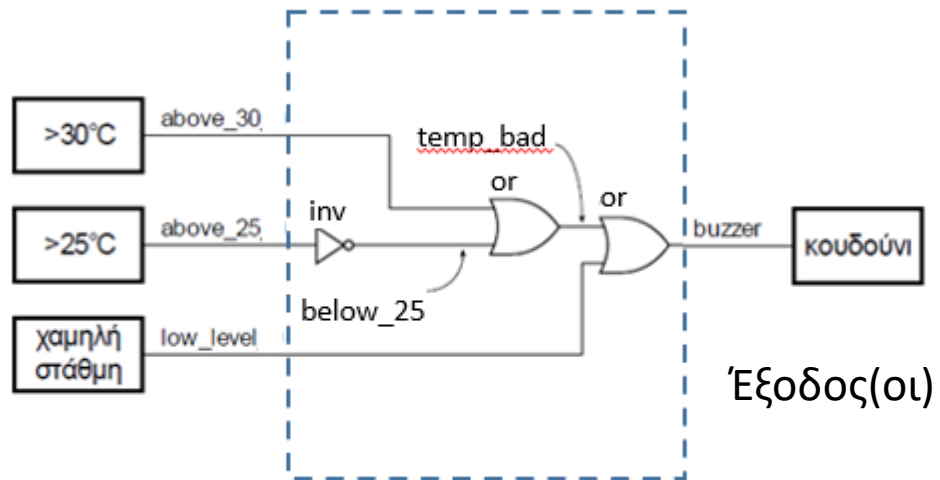 >30°C
above_30
temp_bad
or
or
inv
>25°C
above_25
buzzer
κουδούνι
below_25
χαμηλή
στάθμη
low_level
Έξοδος(οι)